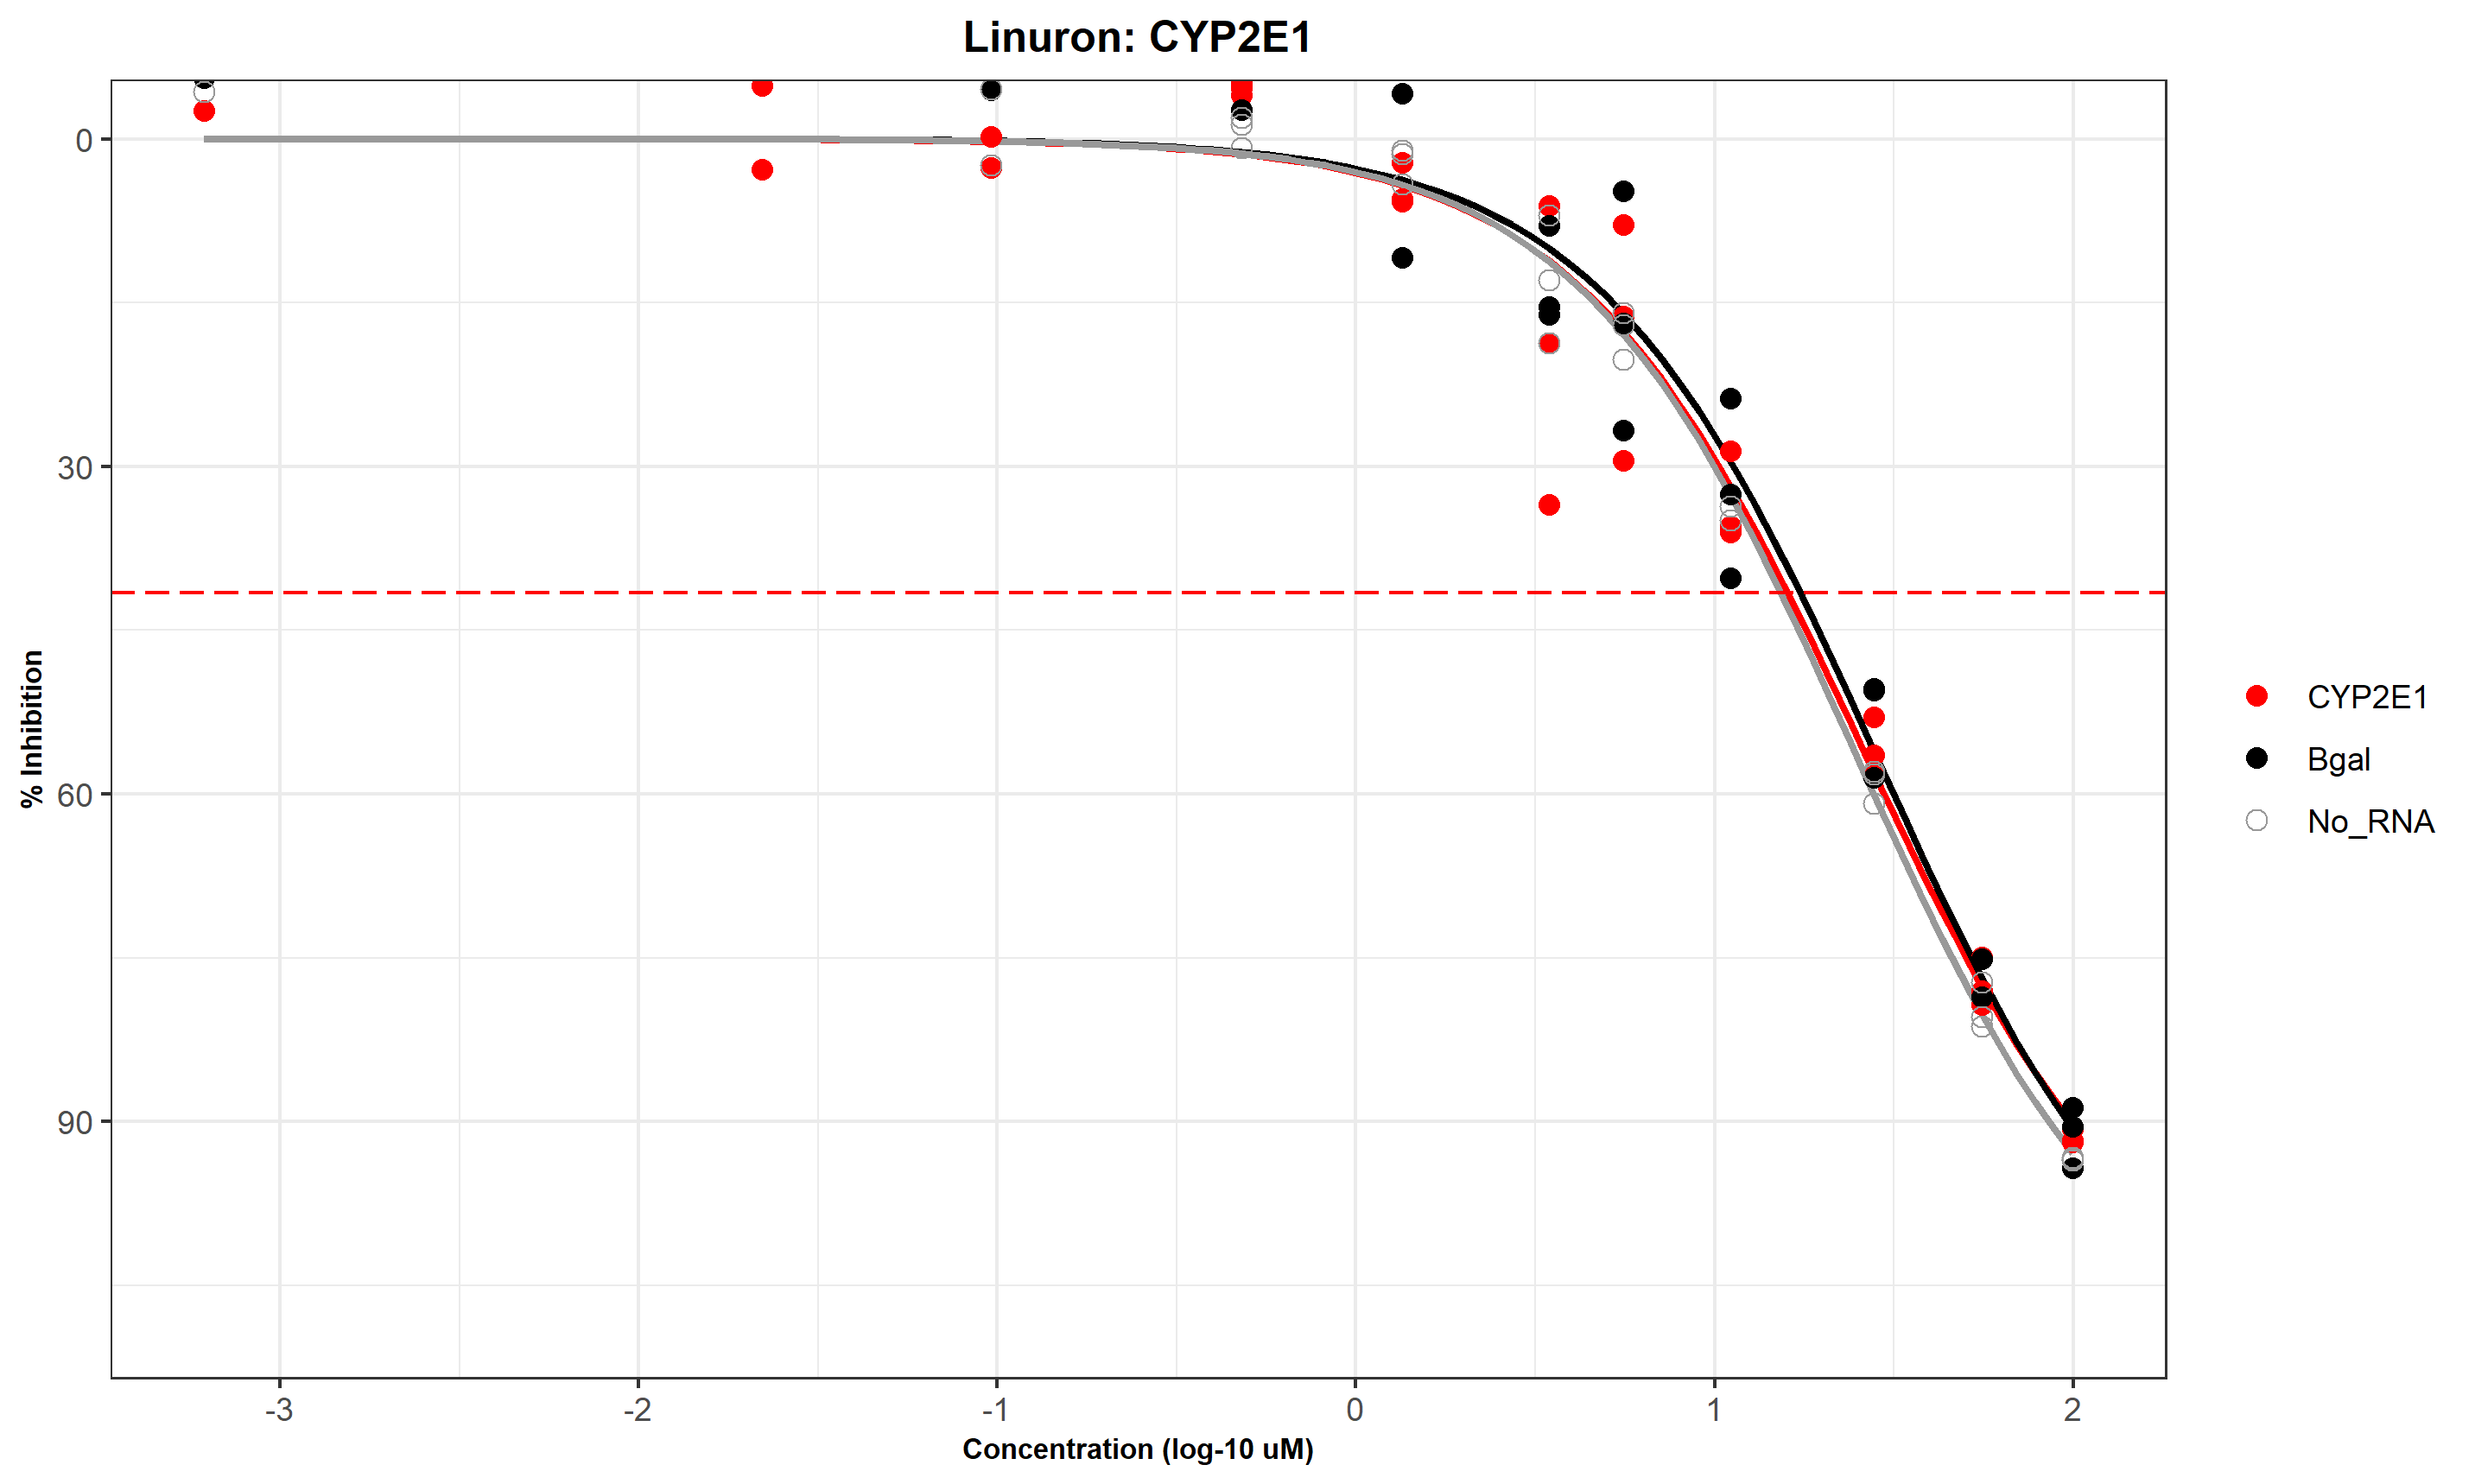 Linuron: CYP2E1
% Inhibition
0
30
60
90
-3
-2
-1
0
1
2
Concentration (log-10 uM)
CYP2E1
Bgal
No_RNA